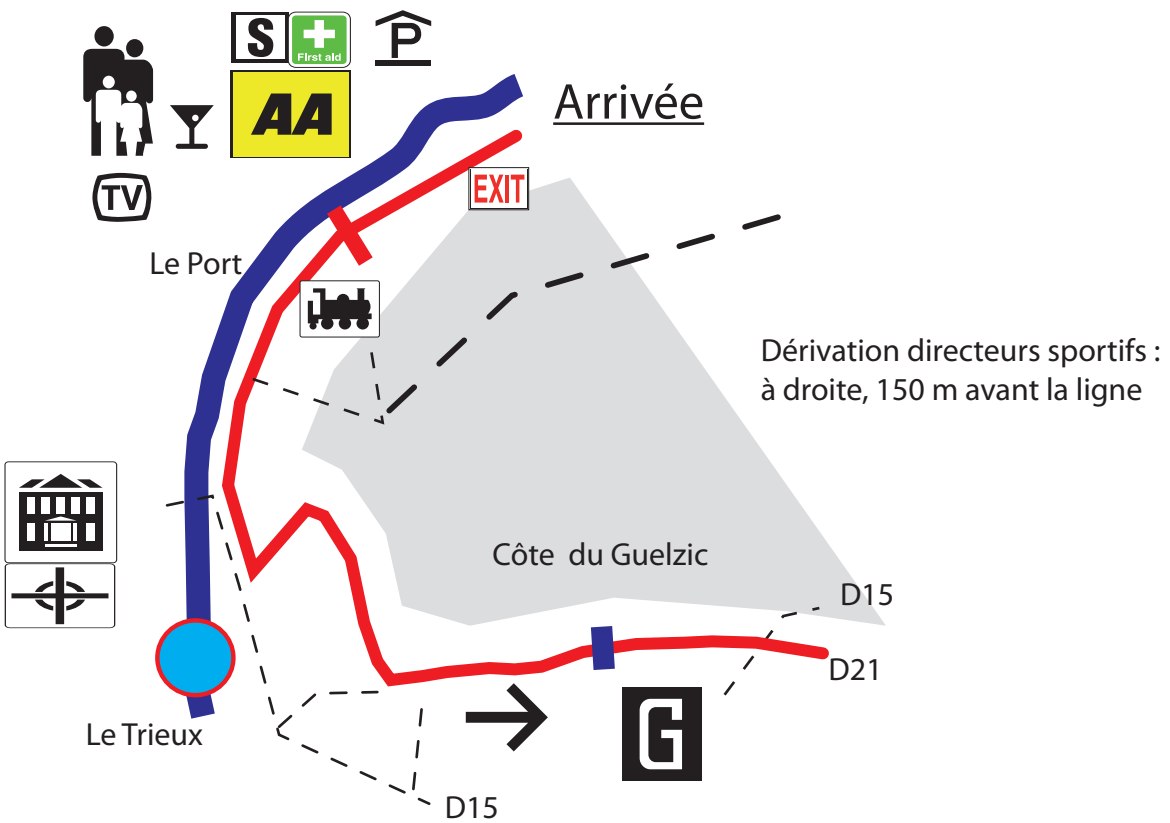 S
First aid
P
AA
Arrivée
TV
EXIT
Le Port
Dérivation directeurs sportifs :
à droite, 150 m avant la ligne
Côte du Guelzic
D15
D21
G
Le Trieux
D15